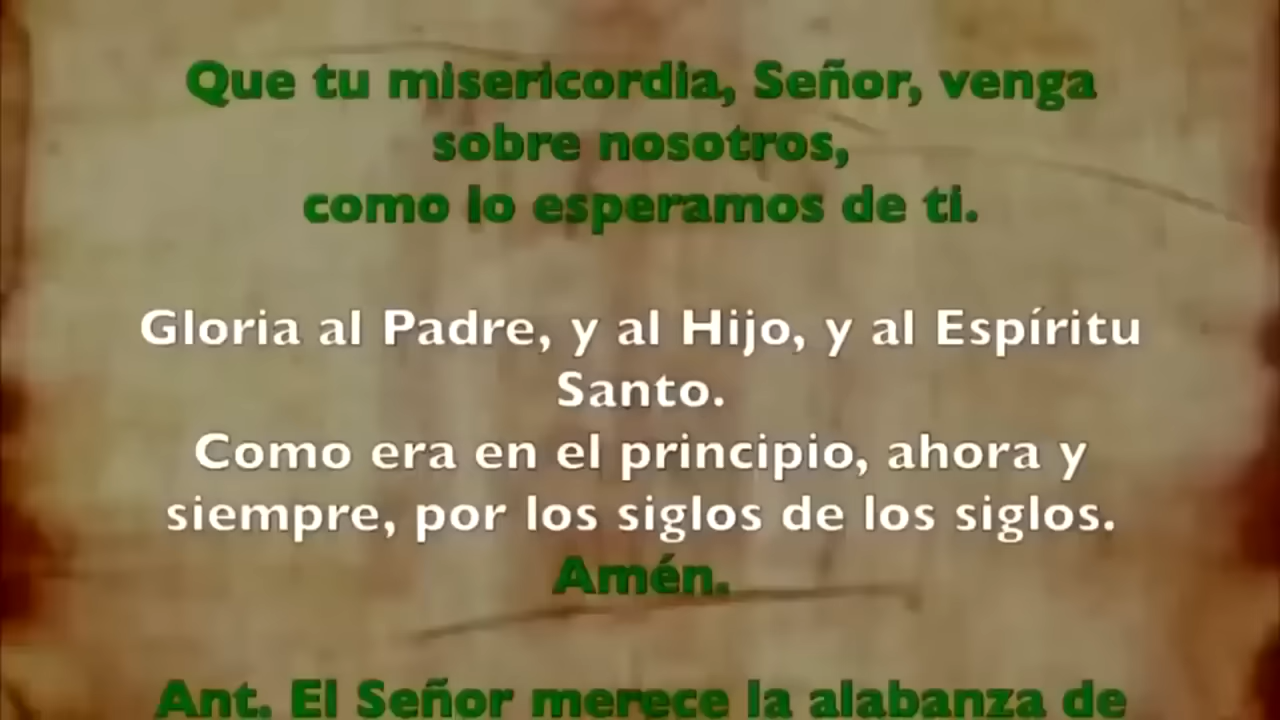 Que tu misericordia, Señor, venga
sobre nosotros,
como lo esperamos de ti.
Gloria al Padre, y al Hijo, y al Espíritu
Santo.
Como era en el principio, ahora y
siempre, por los siglos de los siglos.
Amén.
Ant. El Señor merece la alabanza de